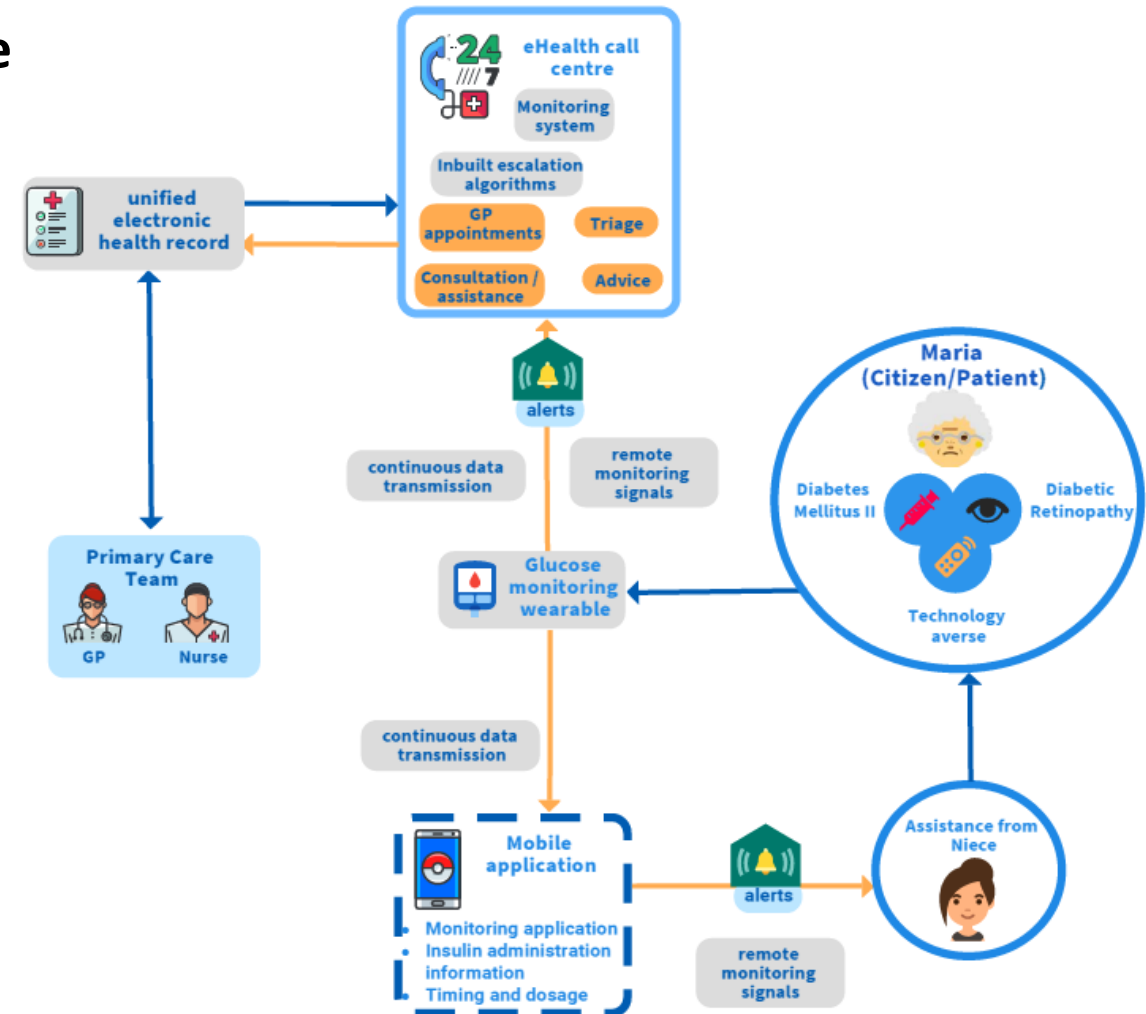 e
24
7
eHealth call
centre
Monitoring
system
Inbuilt escalation
algorithms
GP
appointments
Triage
Consultation /
assistance
Advice
unified
electronic
health record
alerts
continuous data
transmission
remote
monitoring
signals
Maria
(Citizen/Patient)
Diabetes
Mellitus II
Diabetic
Retinopathy
Technology
averse
Primary Care
Team
GP
Nurse
Glucose
monitoring
wearable
continuous data
transmission
Mobile
application
• Monitoring application
• Insulin administration
information
• Timing and dosage
alerts
remote
monitoring
signals
Assistance from
Niece